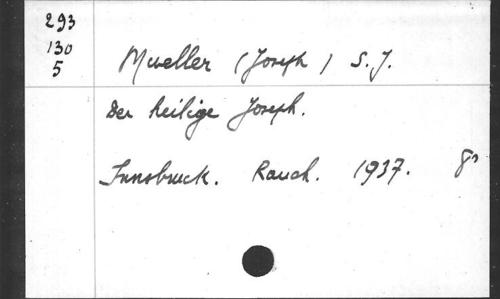 293
130
5
Mueller (Joseph) S.J.
Der heilige Joseph.
Innsbruck. Rauch. 1937. 8°